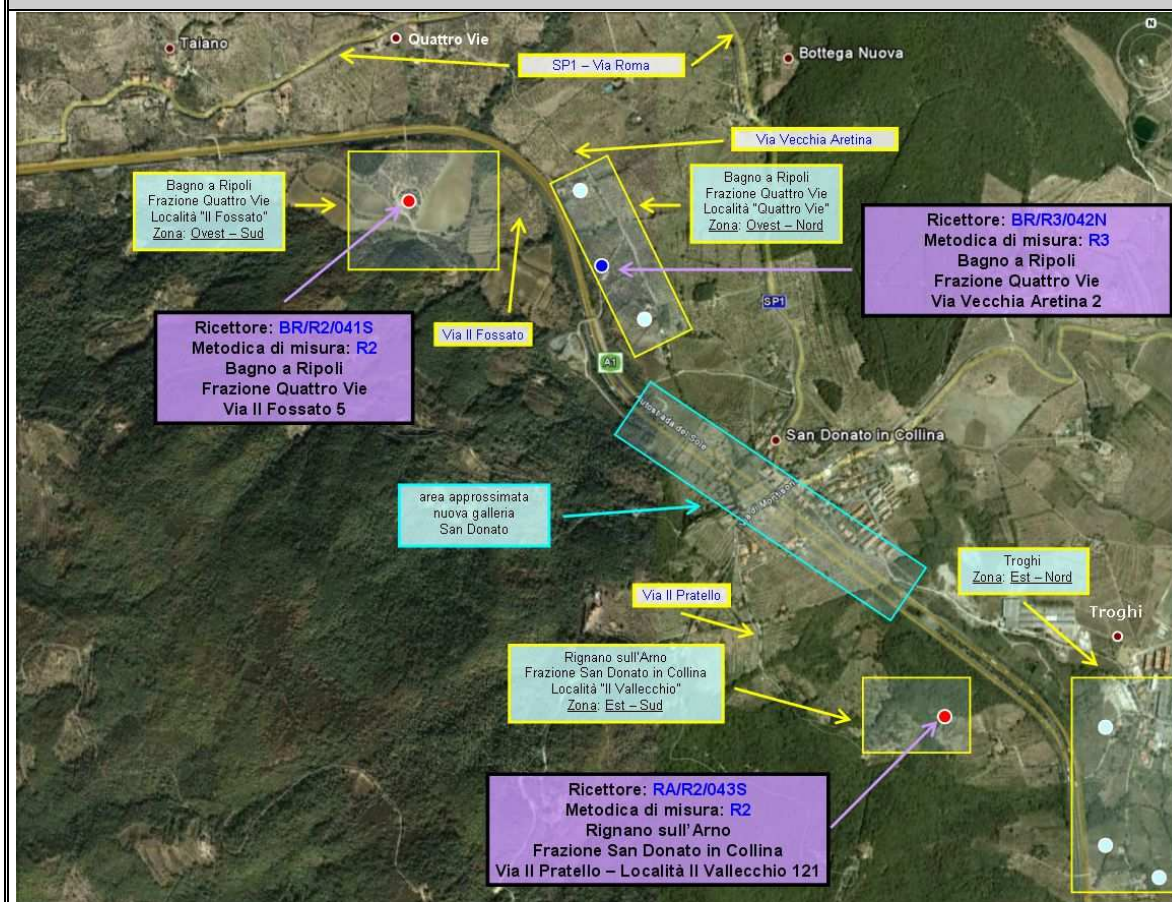 Taiano
Quattro Vie
SP1 – Via Roma
Bottega Nuova
N
Via Vecchia Aretina
Bagno a Ripoli
Frazione Quattro Vie
Località "Il Fossato"
Zona: Ovest – Sud
Bagno a Ripoli
Frazione Quattro Vie
Località "Quattro Vie"
Zona: Ovest – Nord
Ricettore: BR/R3/042N
Metodica di misura: R3
Bagno a Ripoli
Frazione Quattro Vie
Via Vecchia Aretina 2
SP1
Ricettore: BR/R2/041S
Metodica di misura: R2
Bagno a Ripoli
Frazione Quattro Vie
Via Il Fossato 5
Via Il Fossato
A1
utostrada del Sole
San Donato in Collina
area approssimata
nuova galleria
San Donato
Troghi
Zona: Est – Nord
Via Il Pratello
Troghi
Rignano sull'Arno
Frazione San Donato in Collina
Località "Il Vallecchio"
Zona: Est – Sud
Ricettore: RA/R2/043S
Metodica di misura: R2
Rignano sull'Arno
Frazione San Donato in Collina
Via Il Pratello – Località Il Vallecchio 121